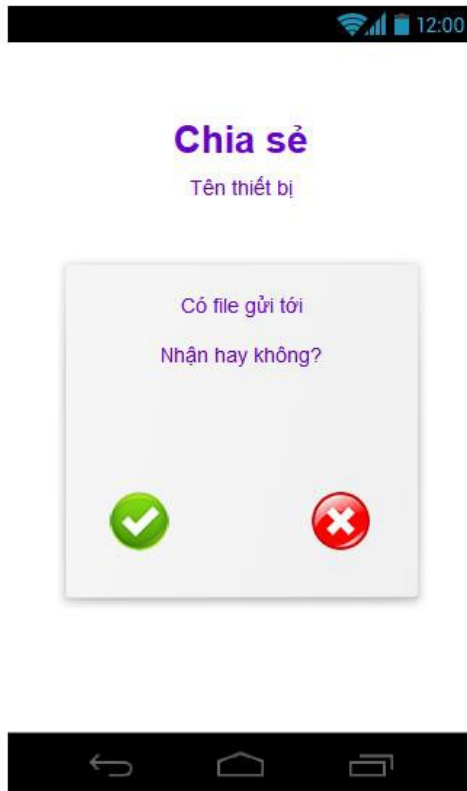 12:00
Chia sẻ
Tên thiết bị
Có file gửi tới
Nhận hay không?